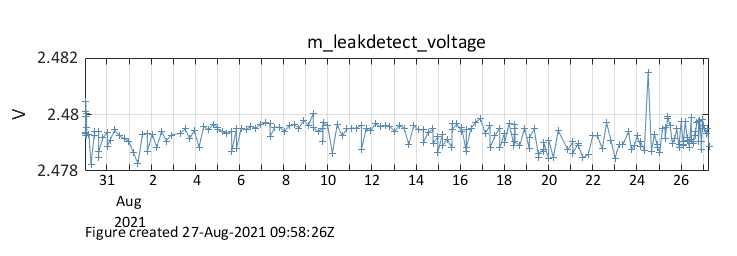 m_leakdetect_voltage
2.482
2.48
2.478
V
31 2 4 6 8 10 12 14 16 18 20 22 24 26
Aug
2021
Figure created 27-Aug-2021 09:58:26Z